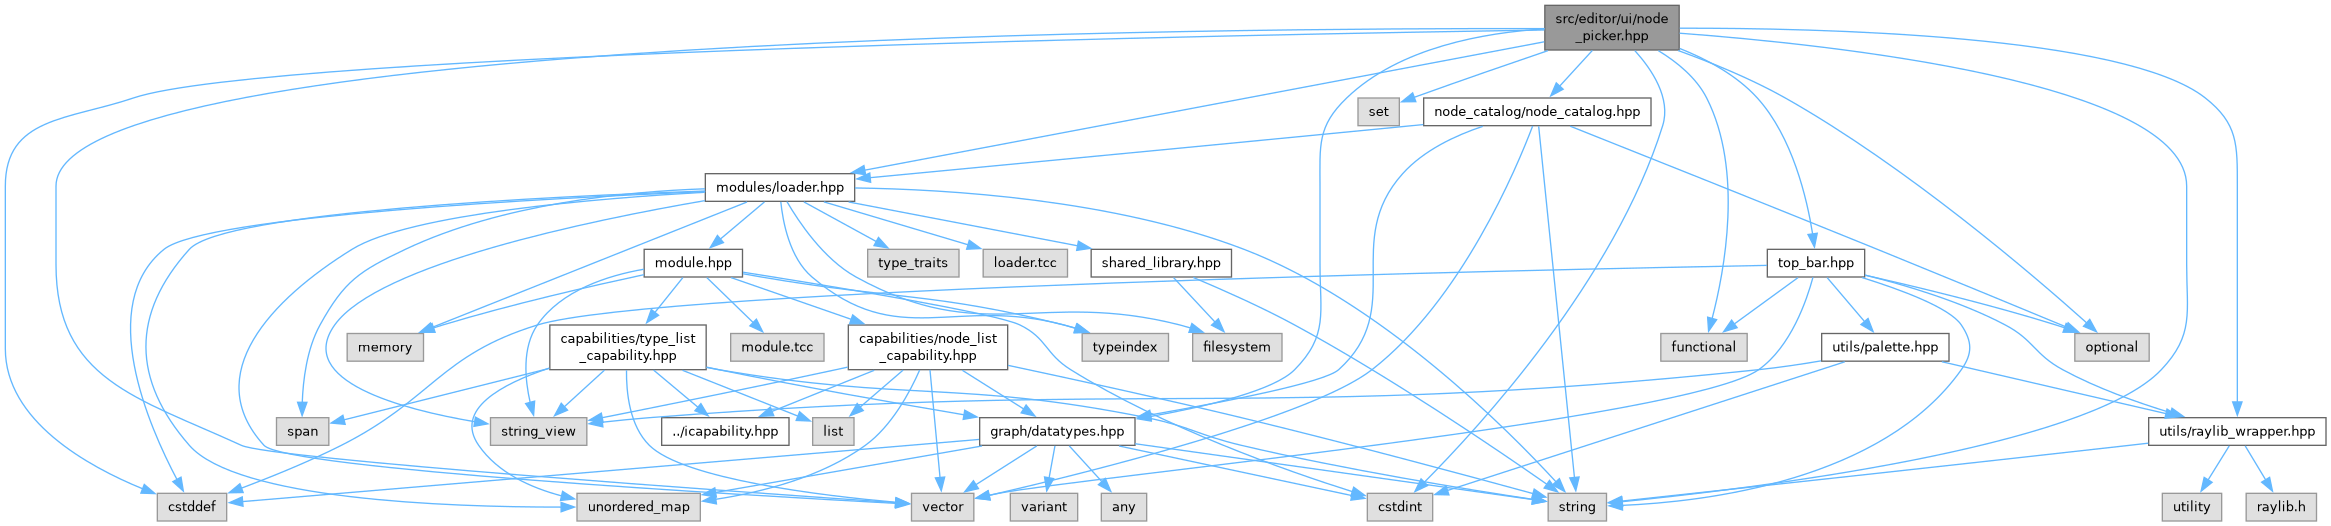 src/editor/ui/node
_picker.hpp
set
node_catalog/node_catalog.hpp
modules/loader.hpp
module.hpp
type_traits
loader.tcc
shared_library.hpp
top_bar.hpp
memory
capabilities/type_list
_capability.hpp
module.tcc
capabilities/node_list
_capability.hpp
typeindex
filesystem
functional
utils/palette.hpp
optional
span
string_view
../icapability.hpp
list
graph/datatypes.hpp
utils/raylib_wrapper.hpp
cstddef
unordered_map
vector
variant
any
cstdint
string
utility
raylib.h